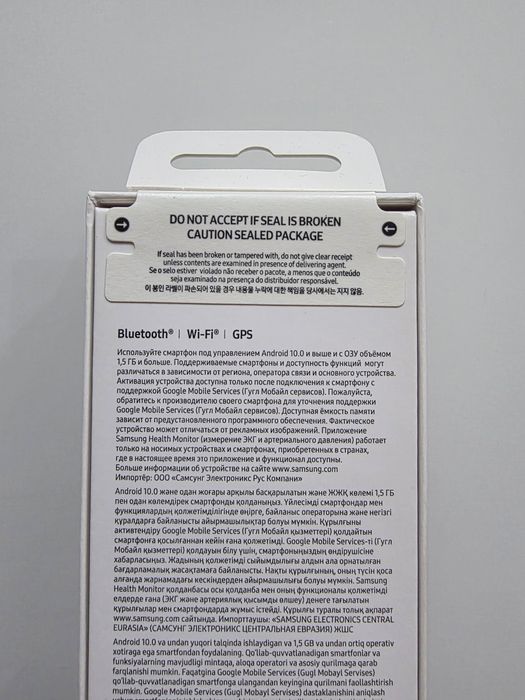 DO NOT ACCEPT IF SEAL IS BROKEN
CAUTION SEALED PACKAGE
If seal has been broken or tampered with, do not give clear receipt
unless contents are examined in presence of delivering agent.
Se o selo estiver violado não receber o pacote, a menos que o conteúdo
seja examinado na presença do distribuidor responsável.
이 봉인 라벨이 파손되어 있을 경우 내용물 누락에 대한 책임을 당사에서는 지지 않음.
Bluetooth® | Wi-Fi® | GPS
Используйте смартфон под управлением Android 10.0 и выше и с ОЗУ объёмом
1,5 ГБ и больше. Поддерживаемые смартфоны и доступность функций могут
различаться в зависимости от региона, оператора связи и основного устройства.
Активация устройства доступна только после подключения к смартфону с
поддержкой Google Mobile Services (Гугл Мобайл сервисов). Пожалуйста,
обратитесь к производителю своего смартфона для уточнения поддержки
Google Mobile Services (Гугл Мобайл сервисов). Доступная ёмкость памяти
зависит от предустановленного программного обеспечения. Фактическое
устройство может отличаться от рекламных изображений. Приложение
Samsung Health Monitor (измерение ЭКГ и артериального давления) работает
только на носимых устройствах и смартфонах, приобретенных в странах,
где в настоящее время это приложение и функционал доступны.
Больше информации об устройстве на сайте www.samsung.com
Импортёр: ООО «Самсунг Электроникс Рус Компани»
Android 10.0 және одан жоғары арқылы басқарылатын және ЖЖҚ көлемі 1,5 ГБ
пен одан көлемдірек смартфонды қолданыңыз. Үйлесімді смартфондар мен
функциялардың қолжетімділігінде өңірге, байланыс операторына және негізгі
құралдарға байланысты айырмашылықтар болуы мүмкін. Құрылғыны
активтендіру Google Mobile Services (Гугл Мобайл қызметтері) қолдайтын
смартфонға қосылғаннан кейін ғана қолжетімді. Google Mobile Services-ті (Гугл
Мобайл қызметтері) қолдауын білу үшін, смартфоныңыздың өндірушісіне
хабарласыңыз. Жадының қолжетімді сыйымдылығы алдын ала орнатылған
бағдарламалық жасақтамаға байланысты. Нақты құрылғының, оның түсін қоса
алғанда жарнамадағы кескіндерден айырмашылығы болуы мүмкін. Samsung
Health Monitor қолданбасы осы қолданба мен оның функционалы қолжетімді
елдерде ғана (ЭКГ және артериялық қысымды өлшеу) денеге тағылатын
құрылғылар мен смартфондарда жұмыс істейді. Құрылғы туралы толық ақпарат
www.samsung.com сайтында. Импорттаушы: «SAMSUNG ELECTRONICS CENTRAL
EURASIA» (САМСУНГ ЭЛЕКТРОНИКС ЦЕНТРАЛЬНАЯ ЕВРАЗИЯ) ЖШС
Android 10.0 va undan yuqori talqinda ishlaydigan va 1,5 GB va undan ortiq operativ
xotiraga ega smartfondan foydalaning. Qo'llab-quvvatlanadigan smartfonlar va
funksiyalarning mavjudligi mintaqa, aloqa operatori va asosiy qurilmaga qarab
farqlanishi mumkin. Faqatgina Google Mobile Services (Gugl Mobayl Servises)
qo'llab-quvvatlanadigan smartfonga ulangandan keyingina qurilmani faollashtirish
mumkin. Google Mobile Services (Gugl Mobayl Servises) dastaklanishini aniqlash